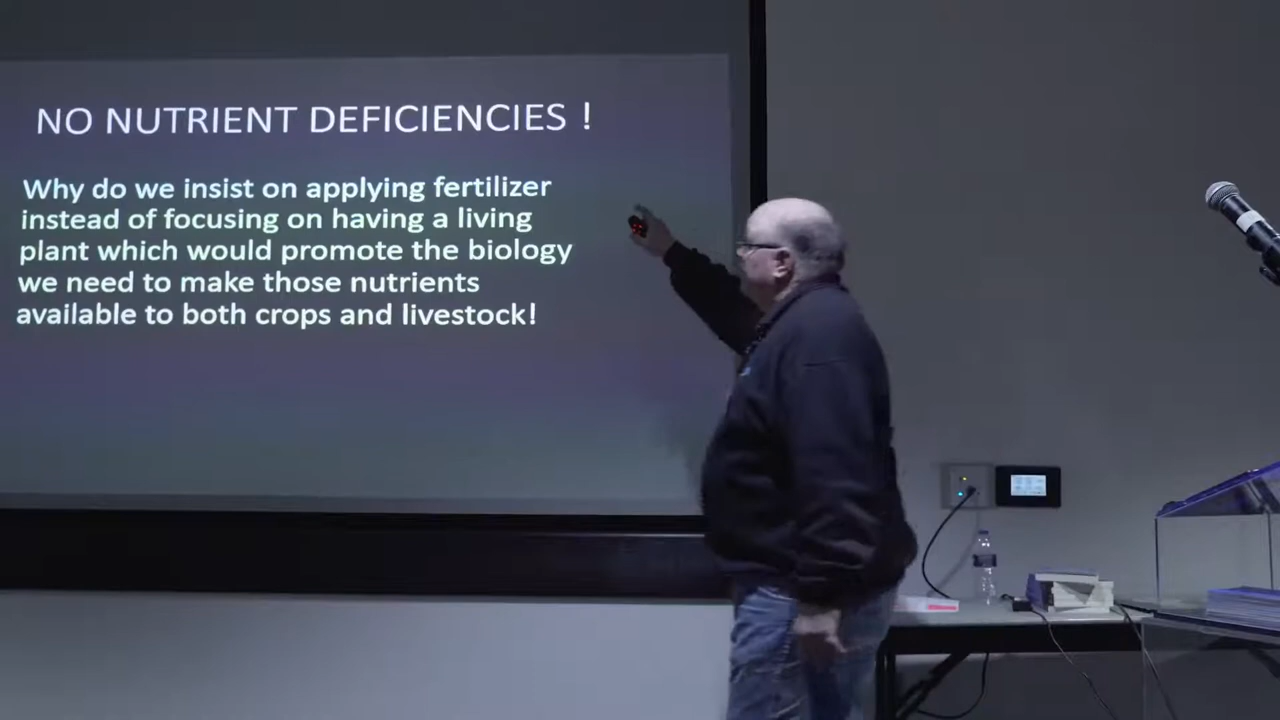 NO NUTRIENT DEFICIENCIES !
Why do we insist on applying fertilizer
instead of focusing on having a living
plant which would promote the biology
we need to make those nutrients
available to both crops and livestock!